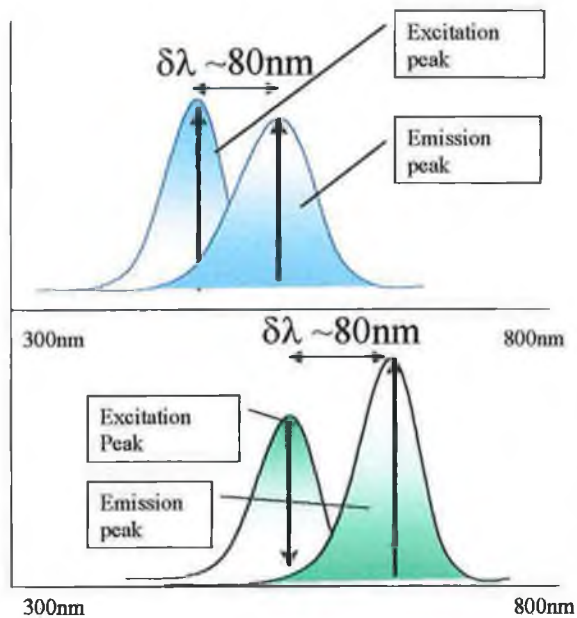 Excitation
peak
δλ ~80nm
Emission
peak
300nm
800nm
δλ ~80nm
Excitation
Peak
Emission
peak
300nm
800nm